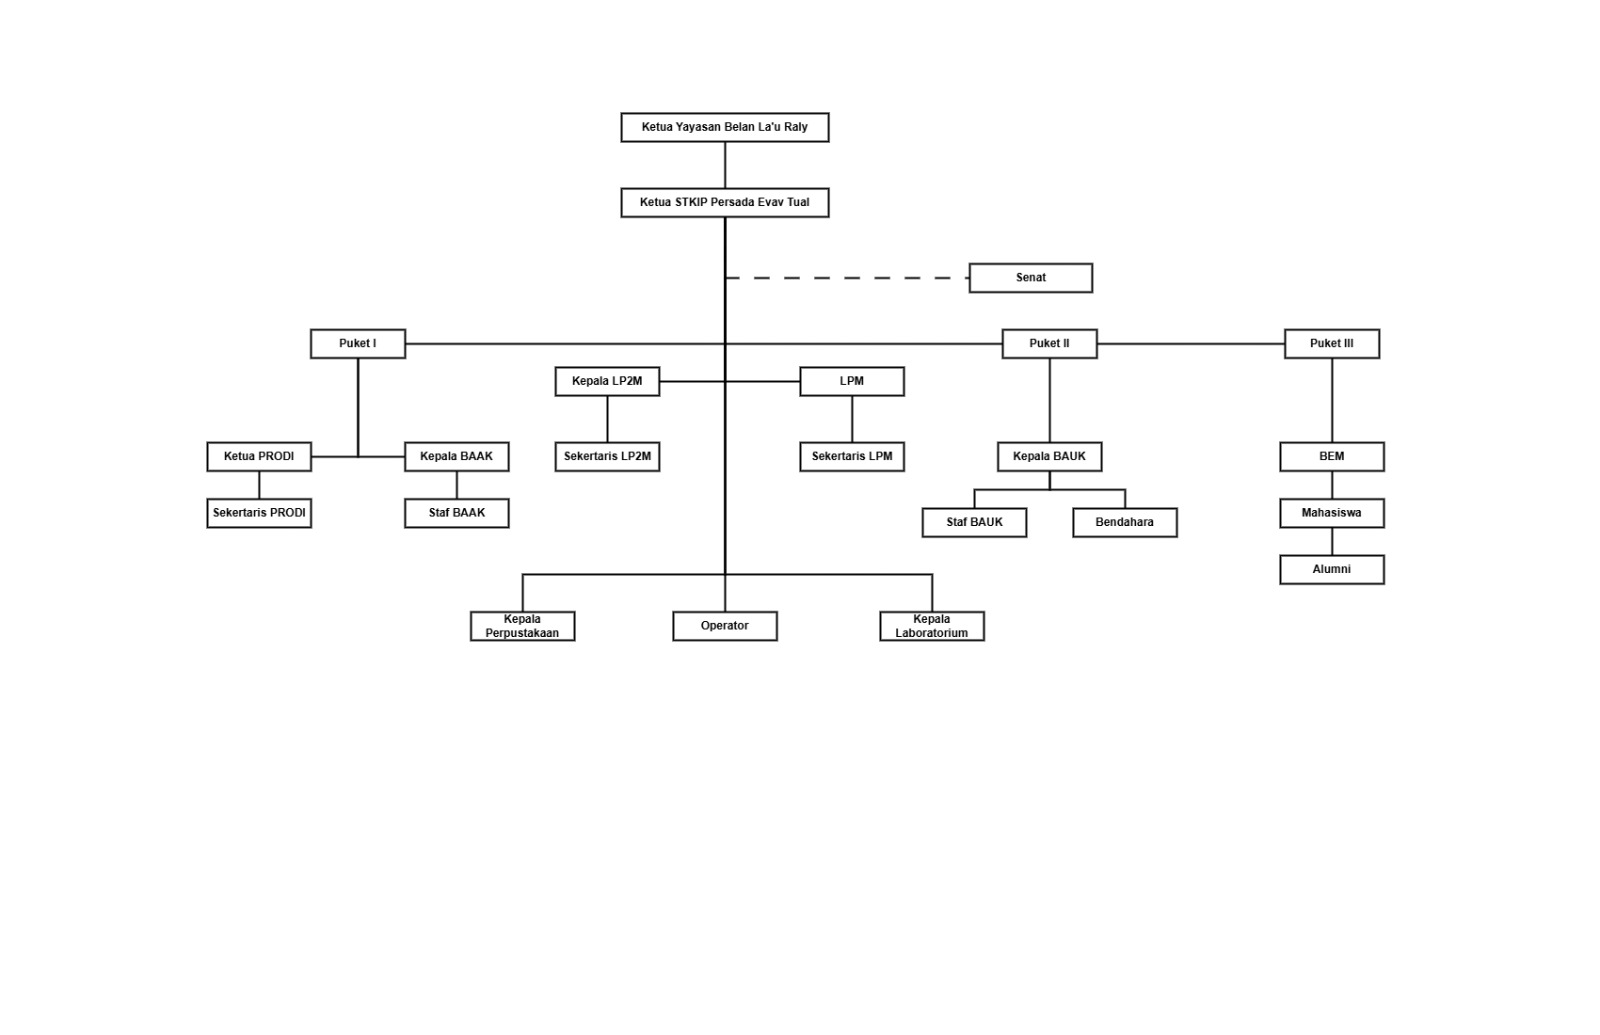 Ketua Yayasan Belan La'u Raly
Ketua STKIP Persada Evav Tual
Senat
Puket I
Puket II
Puket III
Kepala LP2M
LPM
Ketua PRODI
Kepala BAAK
Sekertaris LP2M
Sekertaris LPM
Kepala BAUK
BEM
Sekertaris PRODI
Staf BAAK
Staf BAUK
Bendahara
Mahasiswa
Alumni
Kepala
Perpustakaan
Operator
Kepala
Laboratorium